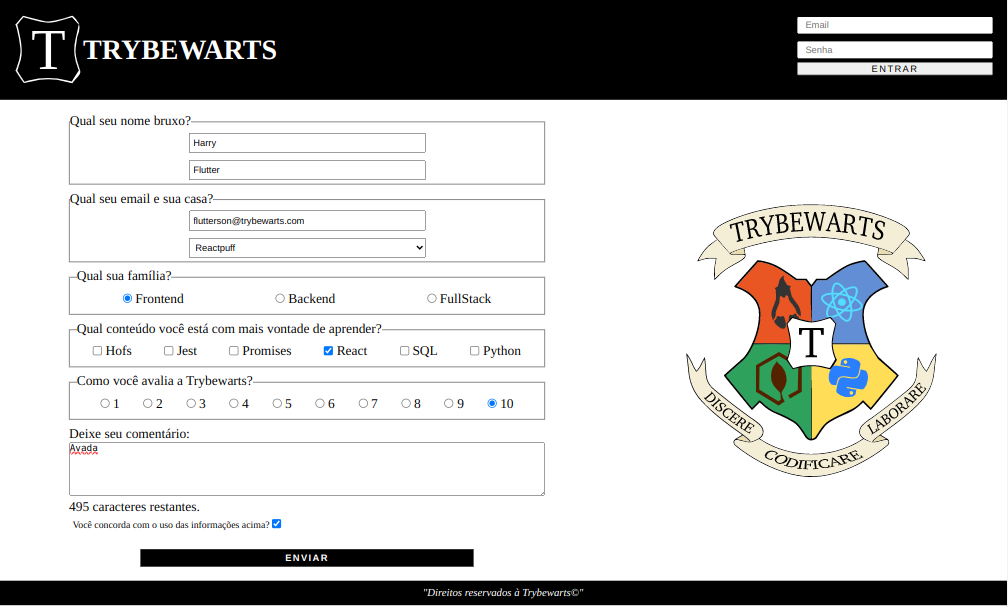 T TRYBEWARTS
Email
Senha
ENTRAR
Qual seu nome bruxo?
Harry
Flutter
Qual seu email e sua casa?
flutterson@trybewarts.com
Reactpuff
Qual sua família?
Frontend Backend FullStack
Qual conteúdo você está com mais vontade de aprender?
Hofs Jest Promises React SQL Python
Como você avalia a Trybewarts?
1 2 3 4 5 6 7 8 9 10
Deixe seu comentário:
Avada
495 caracteres restantes.
Você concorda com o uso das informações acima?
ENVIAR
TRYBEWARTS
T
DISCERE
CODIFICARE
LABORARE
"Direitos reservados à Trybewarts©"